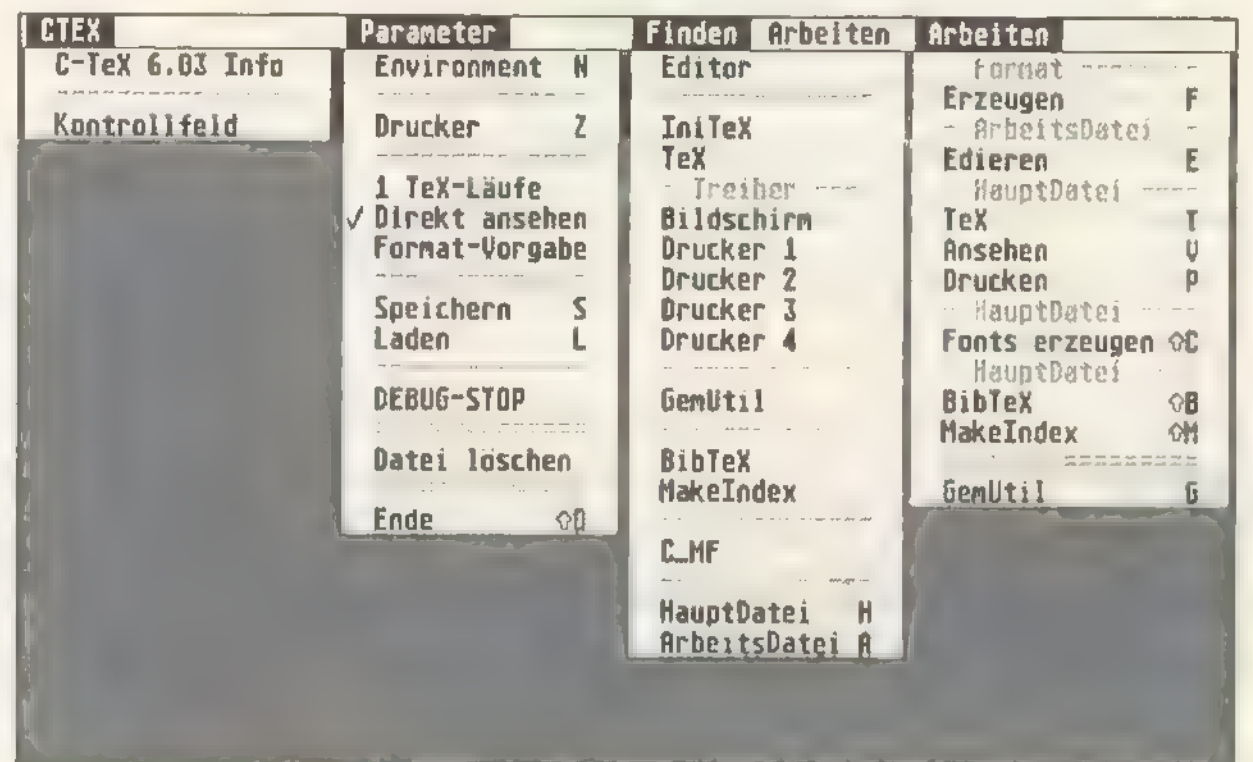 CTEX
C-TeX 6.03 Info
Kontrollfeld
Parameter
Environment N
Drucker Z
1 TeX-Läufe
✓ Direkt ansehen
Format-Vorgabe
Speichern S
Laden L
DEBUG-STOP
Datei löschen
Ende ⇧Q
Finden Arbeiten
Editor
IniTeX
TeX
- Treiber ---
Bildschirm
Drucker 1
Drucker 2
Drucker 3
Drucker 4
GemUtil
BibTeX
MakeIndex
C_MF
HauptDatei H
ArbeitsDatei A
Arbeiten
Format
Erzeugen F
- ArbeitsDatei -
Edieren E
HauptDatei ----
TeX T
Ansehen V
Drucken P
HauptDatei
Fonts erzeugen ⇧C
HauptDatei
BibTeX ⇧B
MakeIndex ⇧M
GemUtil G